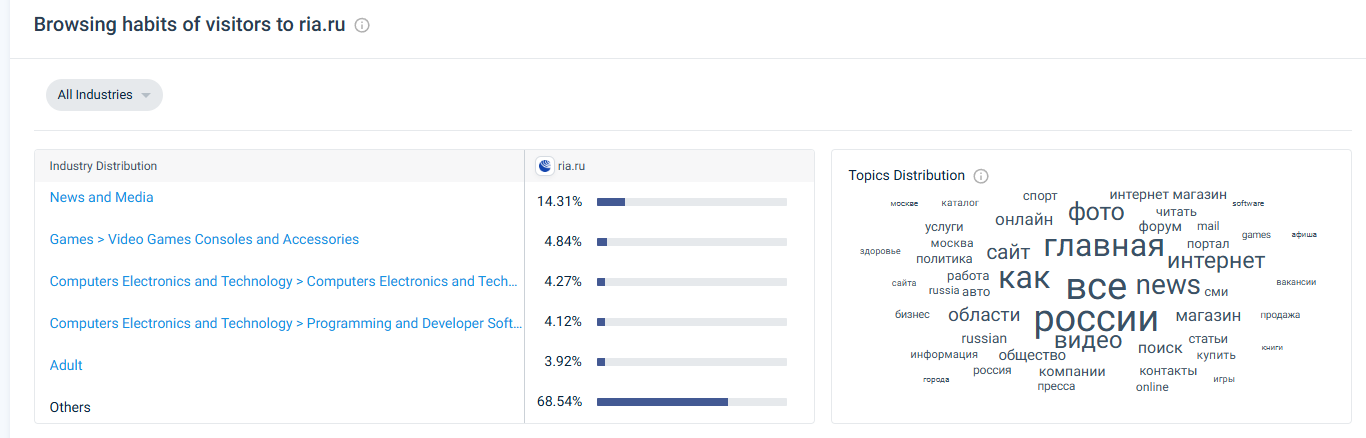 Browsing habits of visitors to ria.ru
All Industries
Industry Distribution
ria.ru
News and Media
14.31%
Games > Video Games Consoles and Accessories
4.84%
Computers Electronics and Technology > Computers Electronics and Tech...
4.27%
Computers Electronics and Technology > Programming and Developer Soft...
4.12%
Adult
3.92%
Others
68.54%
Topics Distribution
москве каталог спорт интернет магазин software
услуги онлайн фото читать форум mail games афиша
здоровье москва политика сайт главная портал интернет
сайта работа russia авто как все news сми вакансии
бизнес области россии магазин продажа
russian видео поиск статьи
информация общество купить книги
города россия компании контакты игры
пресса online